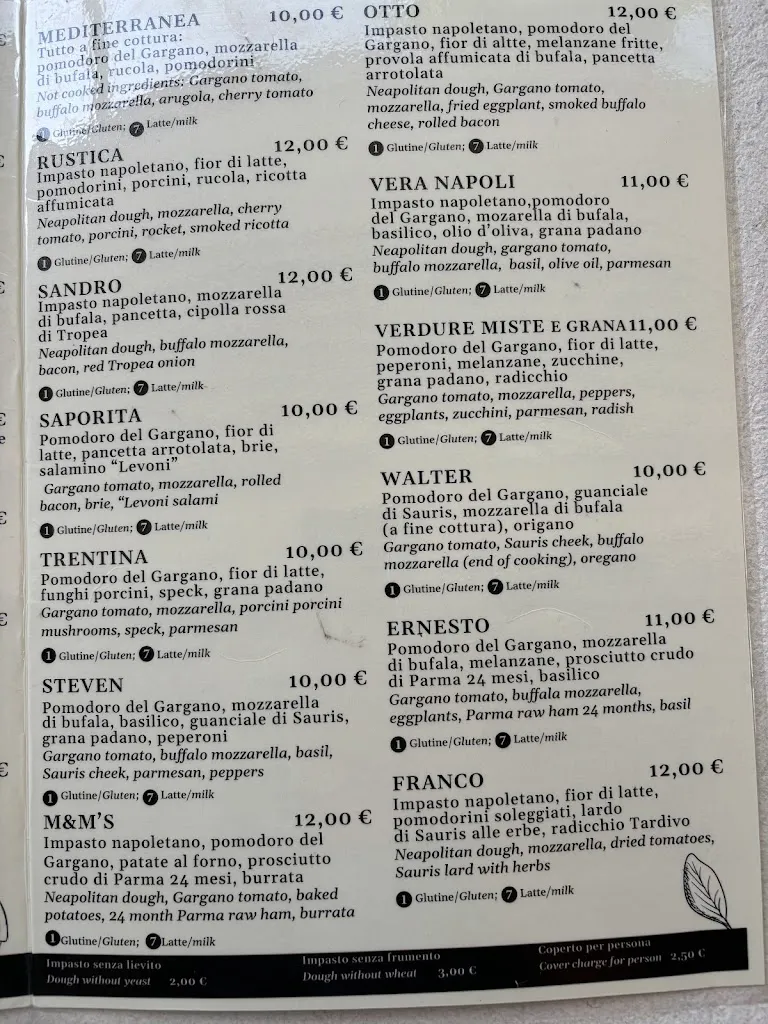 MEDITERRANEA 10,00 €
Tutto a fine cottura:
pomodoro del Gargano, mozzarella
di bufala, rucola, pomodorini
Not cooked ingredients: Gargano tomato,
buffalo mozzarella, arugola, cherry tomato
1 Glutine/Gluten; 7 Latte/milk
RUSTICA 12,00 €
Impasto napoletano, fior di latte,
pomodorini, porcini, rucola, ricotta
affumicata
Neapolitan dough, mozzarella, cherry
tomato, porcini, rocket, smoked ricotta
1 Glutine/Gluten; 7 Latte/milk
SANDRO 12,00 €
Impasto napoletano, mozzarella
di bufala, pancetta, cipolla rossa
di Tropea
Neapolitan dough, buffalo mozzarella,
bacon, red Tropea onion
1 Glutine/Gluten; 7 Latte/milk
SAPORITA 10,00 €
Pomodoro del Gargano, fior di
latte, pancetta arrotolata, brie,
salamino “Levoni”
Gargano tomato, mozzarella, rolled
bacon, brie, “Levoni salami
1 Glutine/Gluten; 7 Latte/milk
TRENTINA 10,00 €
Pomodoro del Gargano, fior di latte,
funghi porcini, speck, grana padano
Gargano tomato, mozzarella, porcini porcini
mushrooms, speck, parmesan
1 Glutine/Gluten; 7 Latte/milk
STEVEN 10,00 €
Pomodoro del Gargano, mozzarella
di bufala, basilico, guanciale di Sauris,
grana padano, peperoni
Gargano tomato, buffalo mozzarella, basil,
Sauris cheek, parmesan, peppers
1 Glutine/Gluten; 7 Latte/milk
M&M'S 12,00 €
Impasto napoletano, pomodoro del
Gargano, patate al forno, prosciutto
crudo di Parma 24 mesi, burrata
Neapolitan dough, Gargano tomato, baked
potatoes, 24 month Parma raw ham, burrata
1 Glutine/Gluten; 7 Latte/milk
OTTO 12,00 €
Impasto napoletano, pomodoro del
Gargano, fior di altte, melanzane fritte,
provola affumicata di bufala, pancetta
arrotolata
Neapolitan dough, Gargano tomato,
mozzarella, fried eggplant, smoked buffalo
cheese, rolled bacon
1 Glutine/Gluten; 7 Latte/milk
VERA NAPOLI 11,00 €
Impasto napoletano,pomodoro
del Gargano, mozarella di bufala,
basilico, olio d'oliva, grana padano
Neapolitan dough, gargano tomato,
buffalo mozzarella, basil, olive oil, parmesan
1 Glutine/Gluten; 7 Latte/milk
VERDURE MISTE E GRANA11,00 €
Pomodoro del Gargano, fior di latte,
peperoni, melanzane, zucchine,
grana padano, radicchio
Gargano tomato, mozzarella, peppers,
eggplants, zucchini, parmesan, radish
1 Glutine/Gluten; 7 Latte/milk
WALTER 10,00 €
Pomodoro del Gargano, guanciale
di Sauris, mozzarella di bufala
(a fine cottura), origano
Gargano tomato, Sauris cheek, buffalo
mozzarella (end of cooking), oregano
1 Glutine/Gluten; 7 Latte/milk
ERNESTO 11,00 €
Pomodoro del Gargano, mozzarella
di bufala, melanzane, prosciutto crudo
di Parma 24 mesi, basilico
Gargano tomato, buffala mozzarella,
eggplants, Parma raw ham 24 months, basil
1 Glutine/Gluten; 7 Latte/milk
FRANCO 12,00 €
Impasto napoletano, fior di latte,
pomodorini soleggiati, lardo
di Sauris alle erbe, radicchio Tardivo
Neapolitan dough, mozzarella, dried tomatoes,
Sauris lard with herbs
1 Glutine/Gluten; 7 Latte/milk
Impasto senza lievito
Dough without yeast 2,00 €
Impasto senza frumento
Dough without wheat 3,00 €
Coperto per persona
Cover charge for person 2,50 €